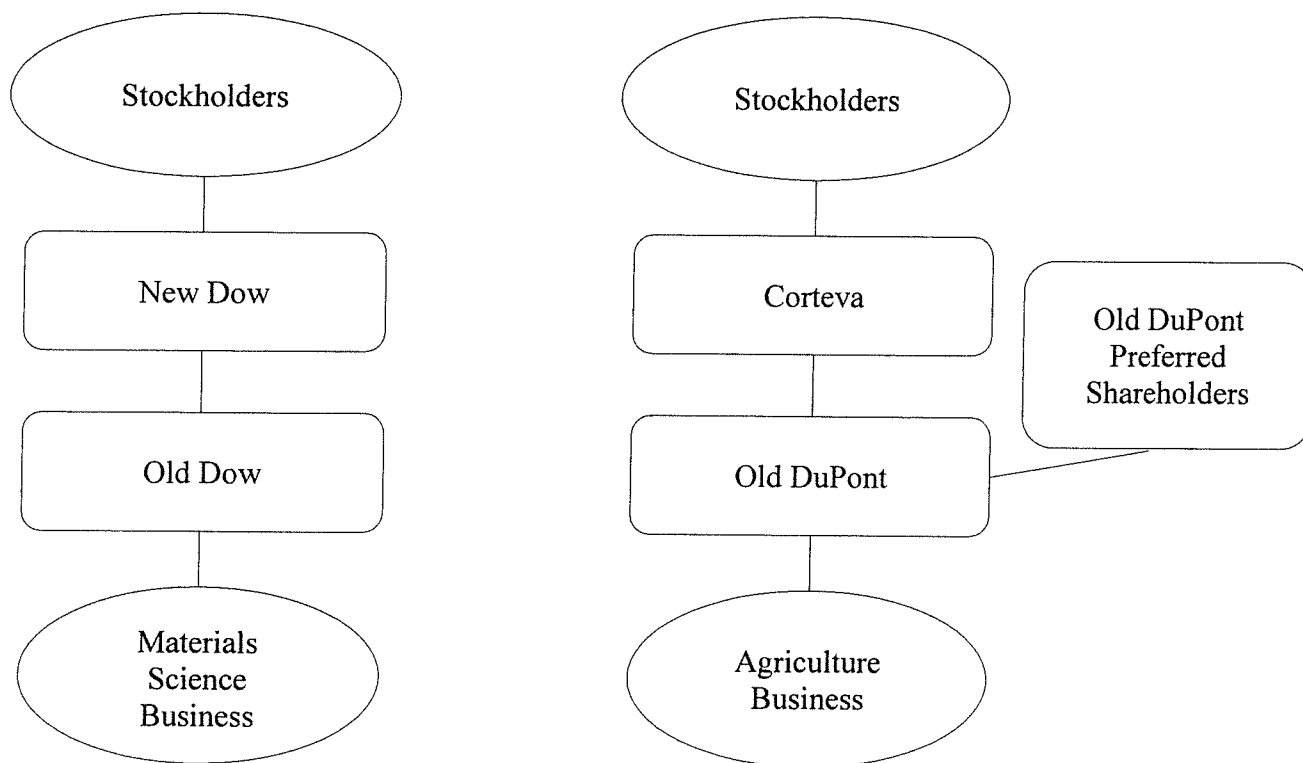 Stockholders
New Dow
Old Dow
Materials
Science
Business
Stockholders
Corteva
Old DuPont
Agriculture
Business
Old DuPont
Preferred
Shareholders